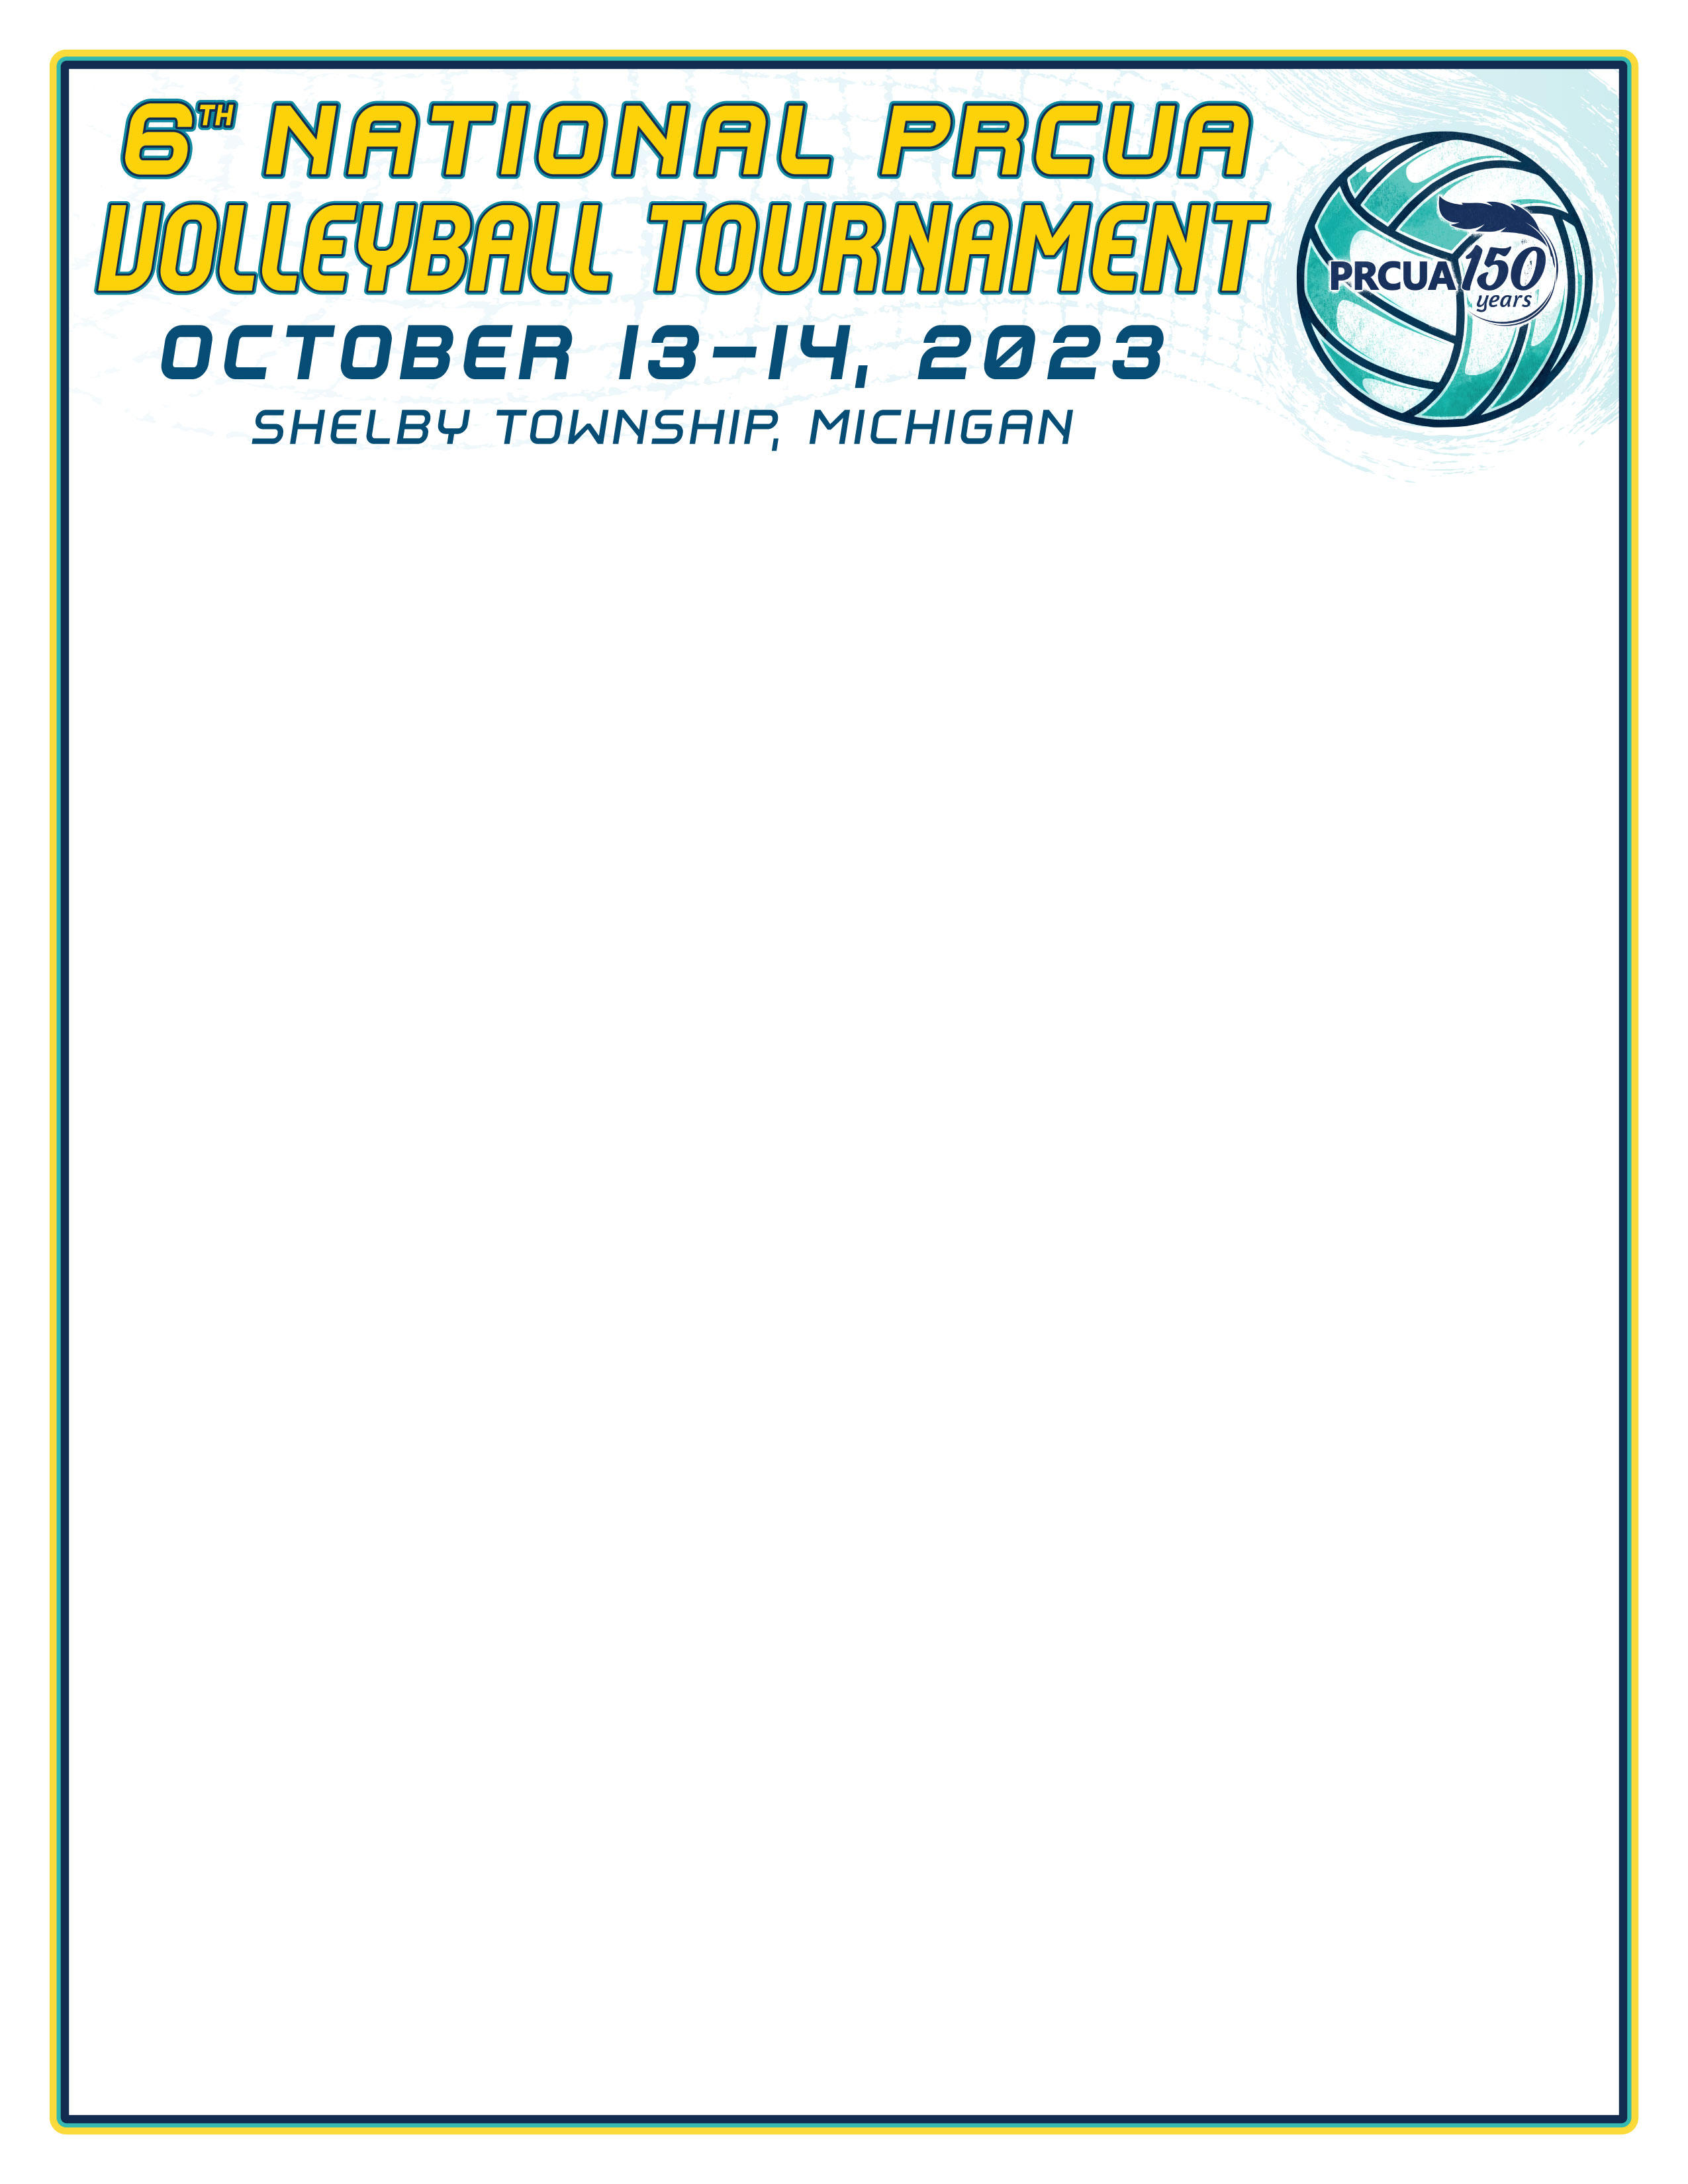 6TH NATIONAL PRCUA
VOLLEYBALL TOURNAMENT
OCTOBER 13-14, 2023
SHELBY TOWNSHIP, MICHIGAN
PRCUA 150
years